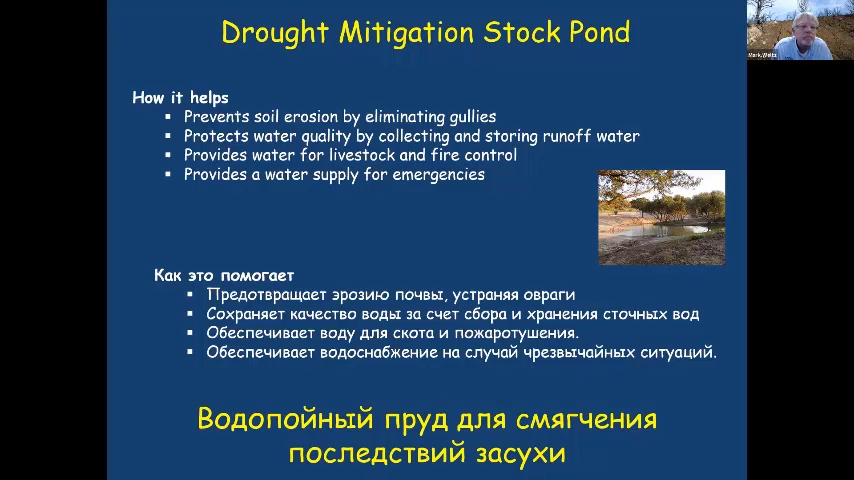 Drought Mitigation Stock Pond
Mark.Weltz
How it helps
▪ Prevents soil erosion by eliminating gullies
▪ Protects water quality by collecting and storing runoff water
▪ Provides water for livestock and fire control
▪ Provides a water supply for emergencies
Как это помогает
▪ Предотвращает эрозию почвы, устраняя овраги
▪ Сохраняет качество воды за счет сбора и хранения сточных вод
▪ Обеспечивает воду для скота и пожаротушения.
▪ Обеспечивает водоснабжение на случай чрезвычайных ситуаций.
Водопойный пруд для смягчения
последствий засухи